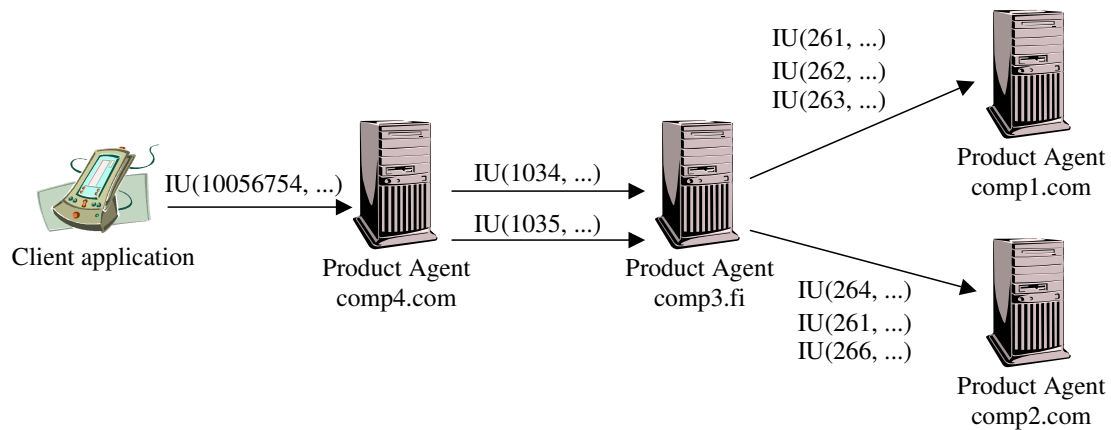 IU(261, ...)
IU(262, ...)
IU(263, ...)
Product Agent
comp1.com
IU(10056754, ...)
IU(1034, ...)
IU(1035, ...)
Client application
Product Agent
comp4.com
Product Agent
comp3.fi
IU(264, ...)
IU(261, ...)
IU(266, ...)
Product Agent
comp2.com